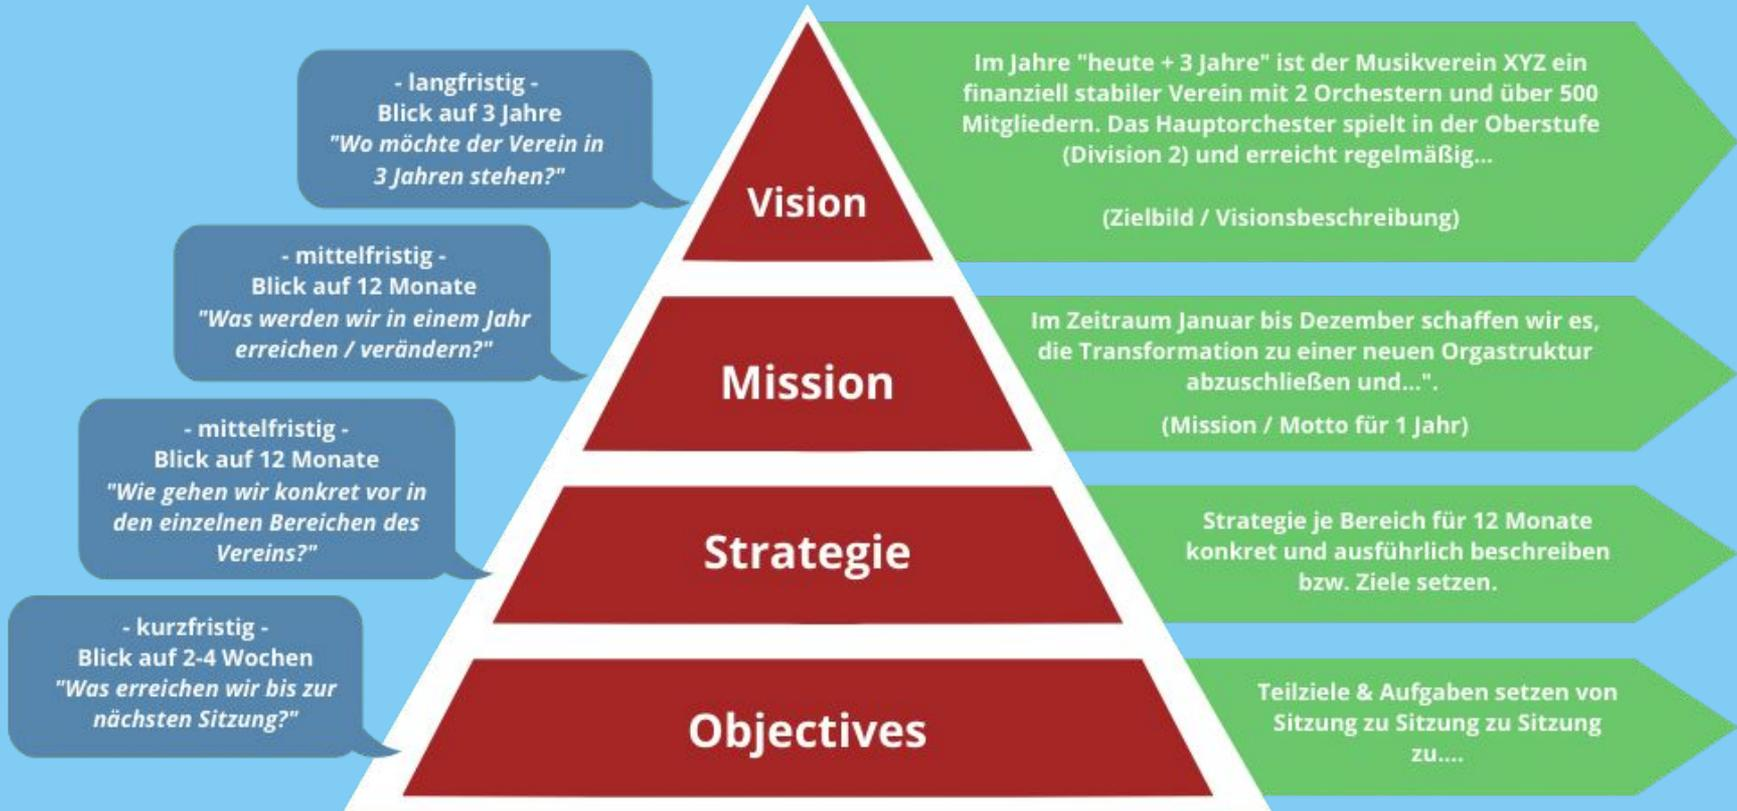 - langfristig -
Blick auf 3 Jahre
"Wo möchte der Verein in
3 Jahren stehen?"
Vision
Im Jahre "heute + 3 Jahre" ist der Musikverein XYZ ein
finanziell stabiler Verein mit 2 Orchestern und über 500
Mitgliedern. Das Hauptorchester spielt in der Oberstufe
(Division 2) und erreicht regelmäßig...
(Zielbild / Visionsbeschreibung)
- mittelfristig -
Blick auf 12 Monate
"Was werden wir in einem Jahr
erreichen / verändern?"
Mission
Im Zeitraum Januar bis Dezember schaffen wir es,
die Transformation zu einer neuen Orgastruktur
abzuschließen und...".
(Mission / Motto für 1 Jahr)
- mittelfristig -
Blick auf 12 Monate
"Wie gehen wir konkret vor in
den einzelnen Bereichen des
Vereins?"
Strategie
Strategie je Bereich für 12 Monate
konkret und ausführlich beschreiben
bzw. Ziele setzen.
- kurzfristig -
Blick auf 2-4 Wochen
"Was erreichen wir bis zur
nächsten Sitzung?"
Objectives
Teilziele & Aufgaben setzen von
Sitzung zu Sitzung zu Sitzung
zu....